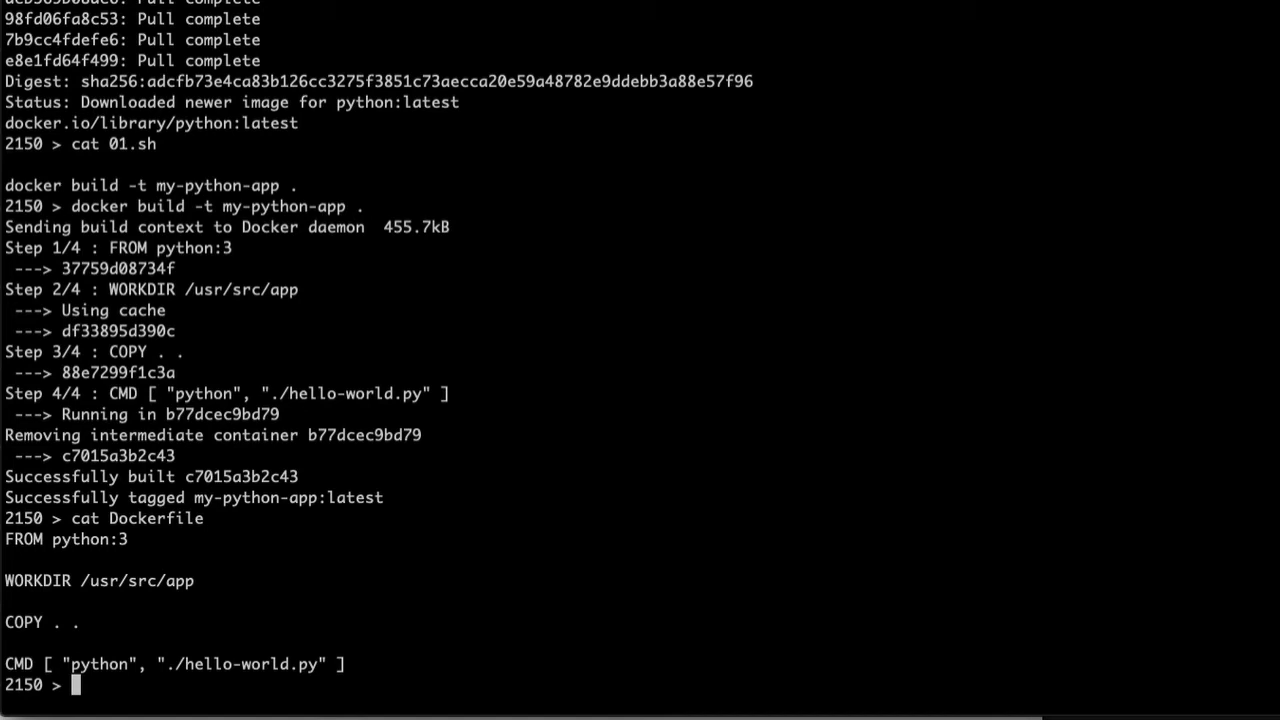 98fd06fa8c53: Pull complete
7b9cc4fdefe6: Pull complete
e8e1fd64f499: Pull complete
Digest: sha256:adcfb73e4ca83b126cc3275f3851c73aecca20e59a48782e9ddebb3a88e57f96
Status: Downloaded newer image for python:latest
docker.io/library/python:latest
2150 > cat 01.sh
docker build -t my-python-app .
2150 > docker build -t my-python-app .
Sending build context to Docker daemon  455.7kB
Step 1/4 : FROM python:3
 ---> 37759d08734f
Step 2/4 : WORKDIR /usr/src/app
 ---> Using cache
 ---> df33895d390c
Step 3/4 : COPY . .
 ---> 88e7299f1c3a
Step 4/4 : CMD [ "python", "./hello-world.py" ]
 ---> Running in b77dcec9bd79
Removing intermediate container b77dcec9bd79
 ---> c7015a3b2c43
Successfully built c7015a3b2c43
Successfully tagged my-python-app:latest
2150 > cat Dockerfile
FROM python:3
WORKDIR /usr/src/app
COPY . .
CMD [ "python", "./hello-world.py" ]
2150 >